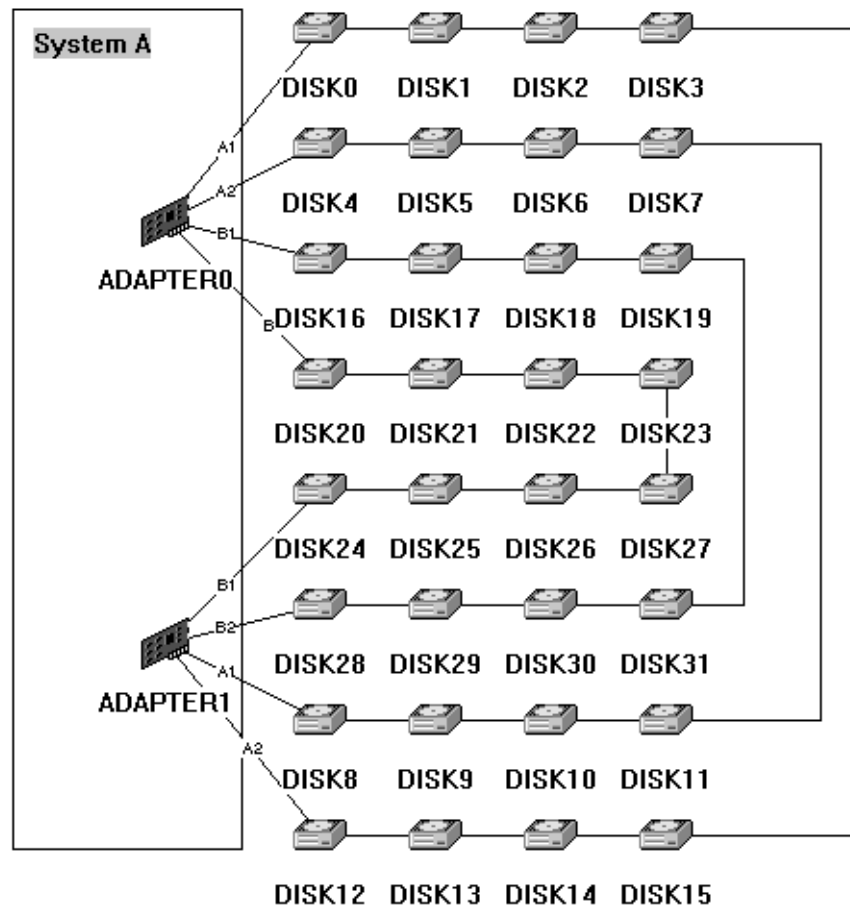 System A
DISK0 DISK1 DISK2 DISK3
A1
A2
DISK4 DISK5 DISK6 DISK7
B1
ADAPTER0
B
DISK16 DISK17 DISK18 DISK19
DISK20 DISK21 DISK22 DISK23
DISK24 DISK25 DISK26 DISK27
B1
B2
DISK28 DISK29 DISK30 DISK31
A1
ADAPTER1
A2
DISK8 DISK9 DISK10 DISK11
DISK12 DISK13 DISK14 DISK15